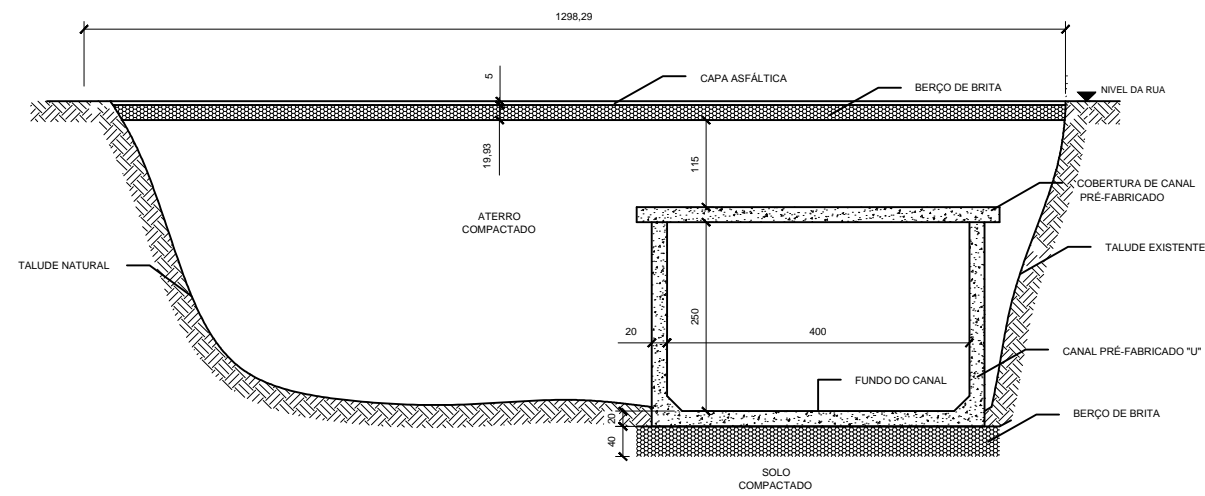 1298,29
5
CAPA ASFÁLTICA
BERÇO DE BRITA
NIVEL DA RUA
19,93
115
COBERTURA DE CANAL
PRÉ-FABRICADO
ATERRO
COMPACTADO
TALUDE NATURAL
TALUDE EXISTENTE
250
20
400
CANAL PRÉ-FABRICADO "U"
FUNDO DO CANAL
20
BERÇO DE BRITA
40
SOLO
COMPACTADO